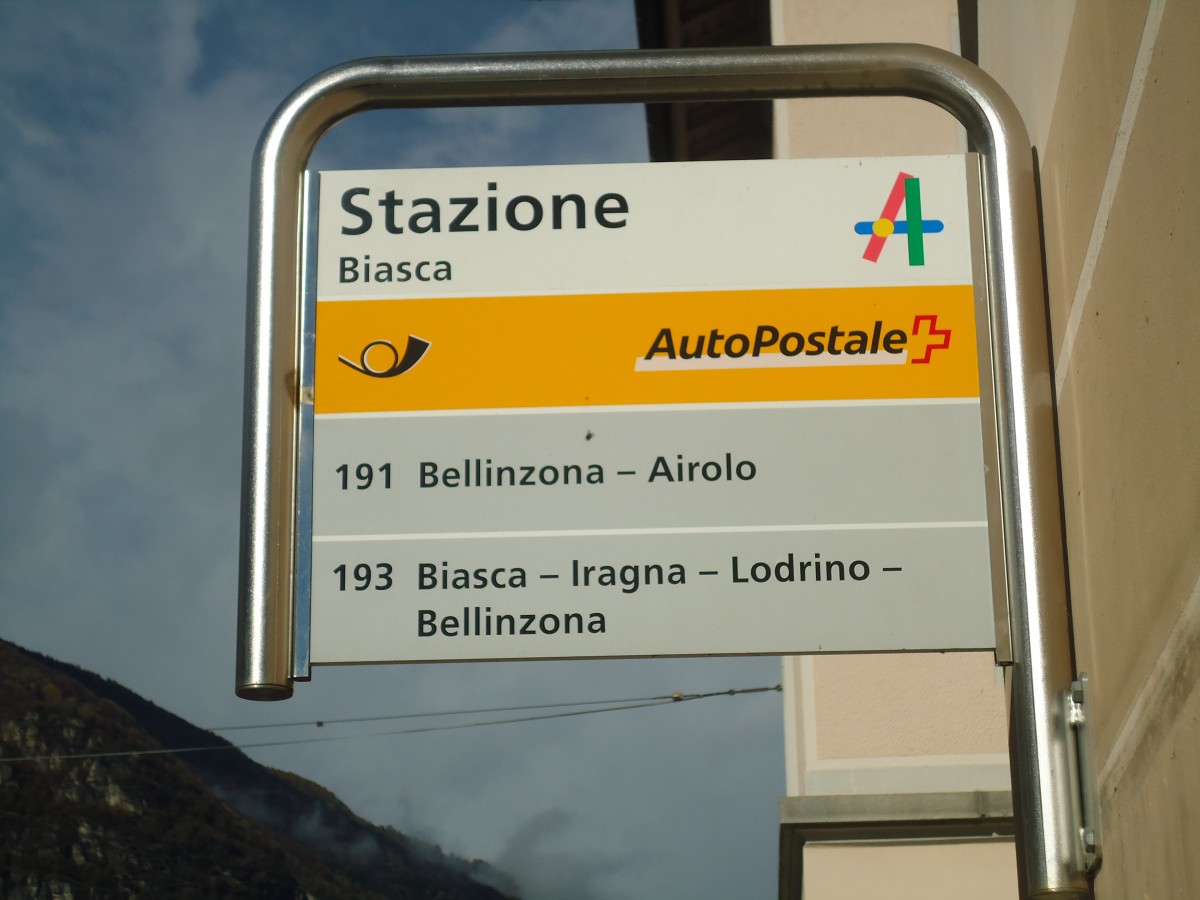 Stazione
Biasca
AutoPostale
191 Bellinzona – Airolo
193 Biasca – Iragna – Lodrino –
Bellinzona